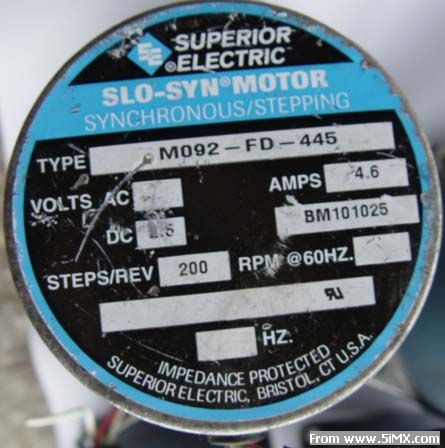 SUPERIOR
®ELECTRIC
SLO-SYN® MOTOR
SYNCHRONOUS/STEPPING
TYPE M092-FD-445
VOLTS AC AMPS 4.6
DC BM101025
STEPS/REV 200 RPM @60HZ.
HZ.
IMPEDANCE PROTECTED
SUPERIOR ELECTRIC, BRISTOL, CT U.S.A.
From www.5iMX.com